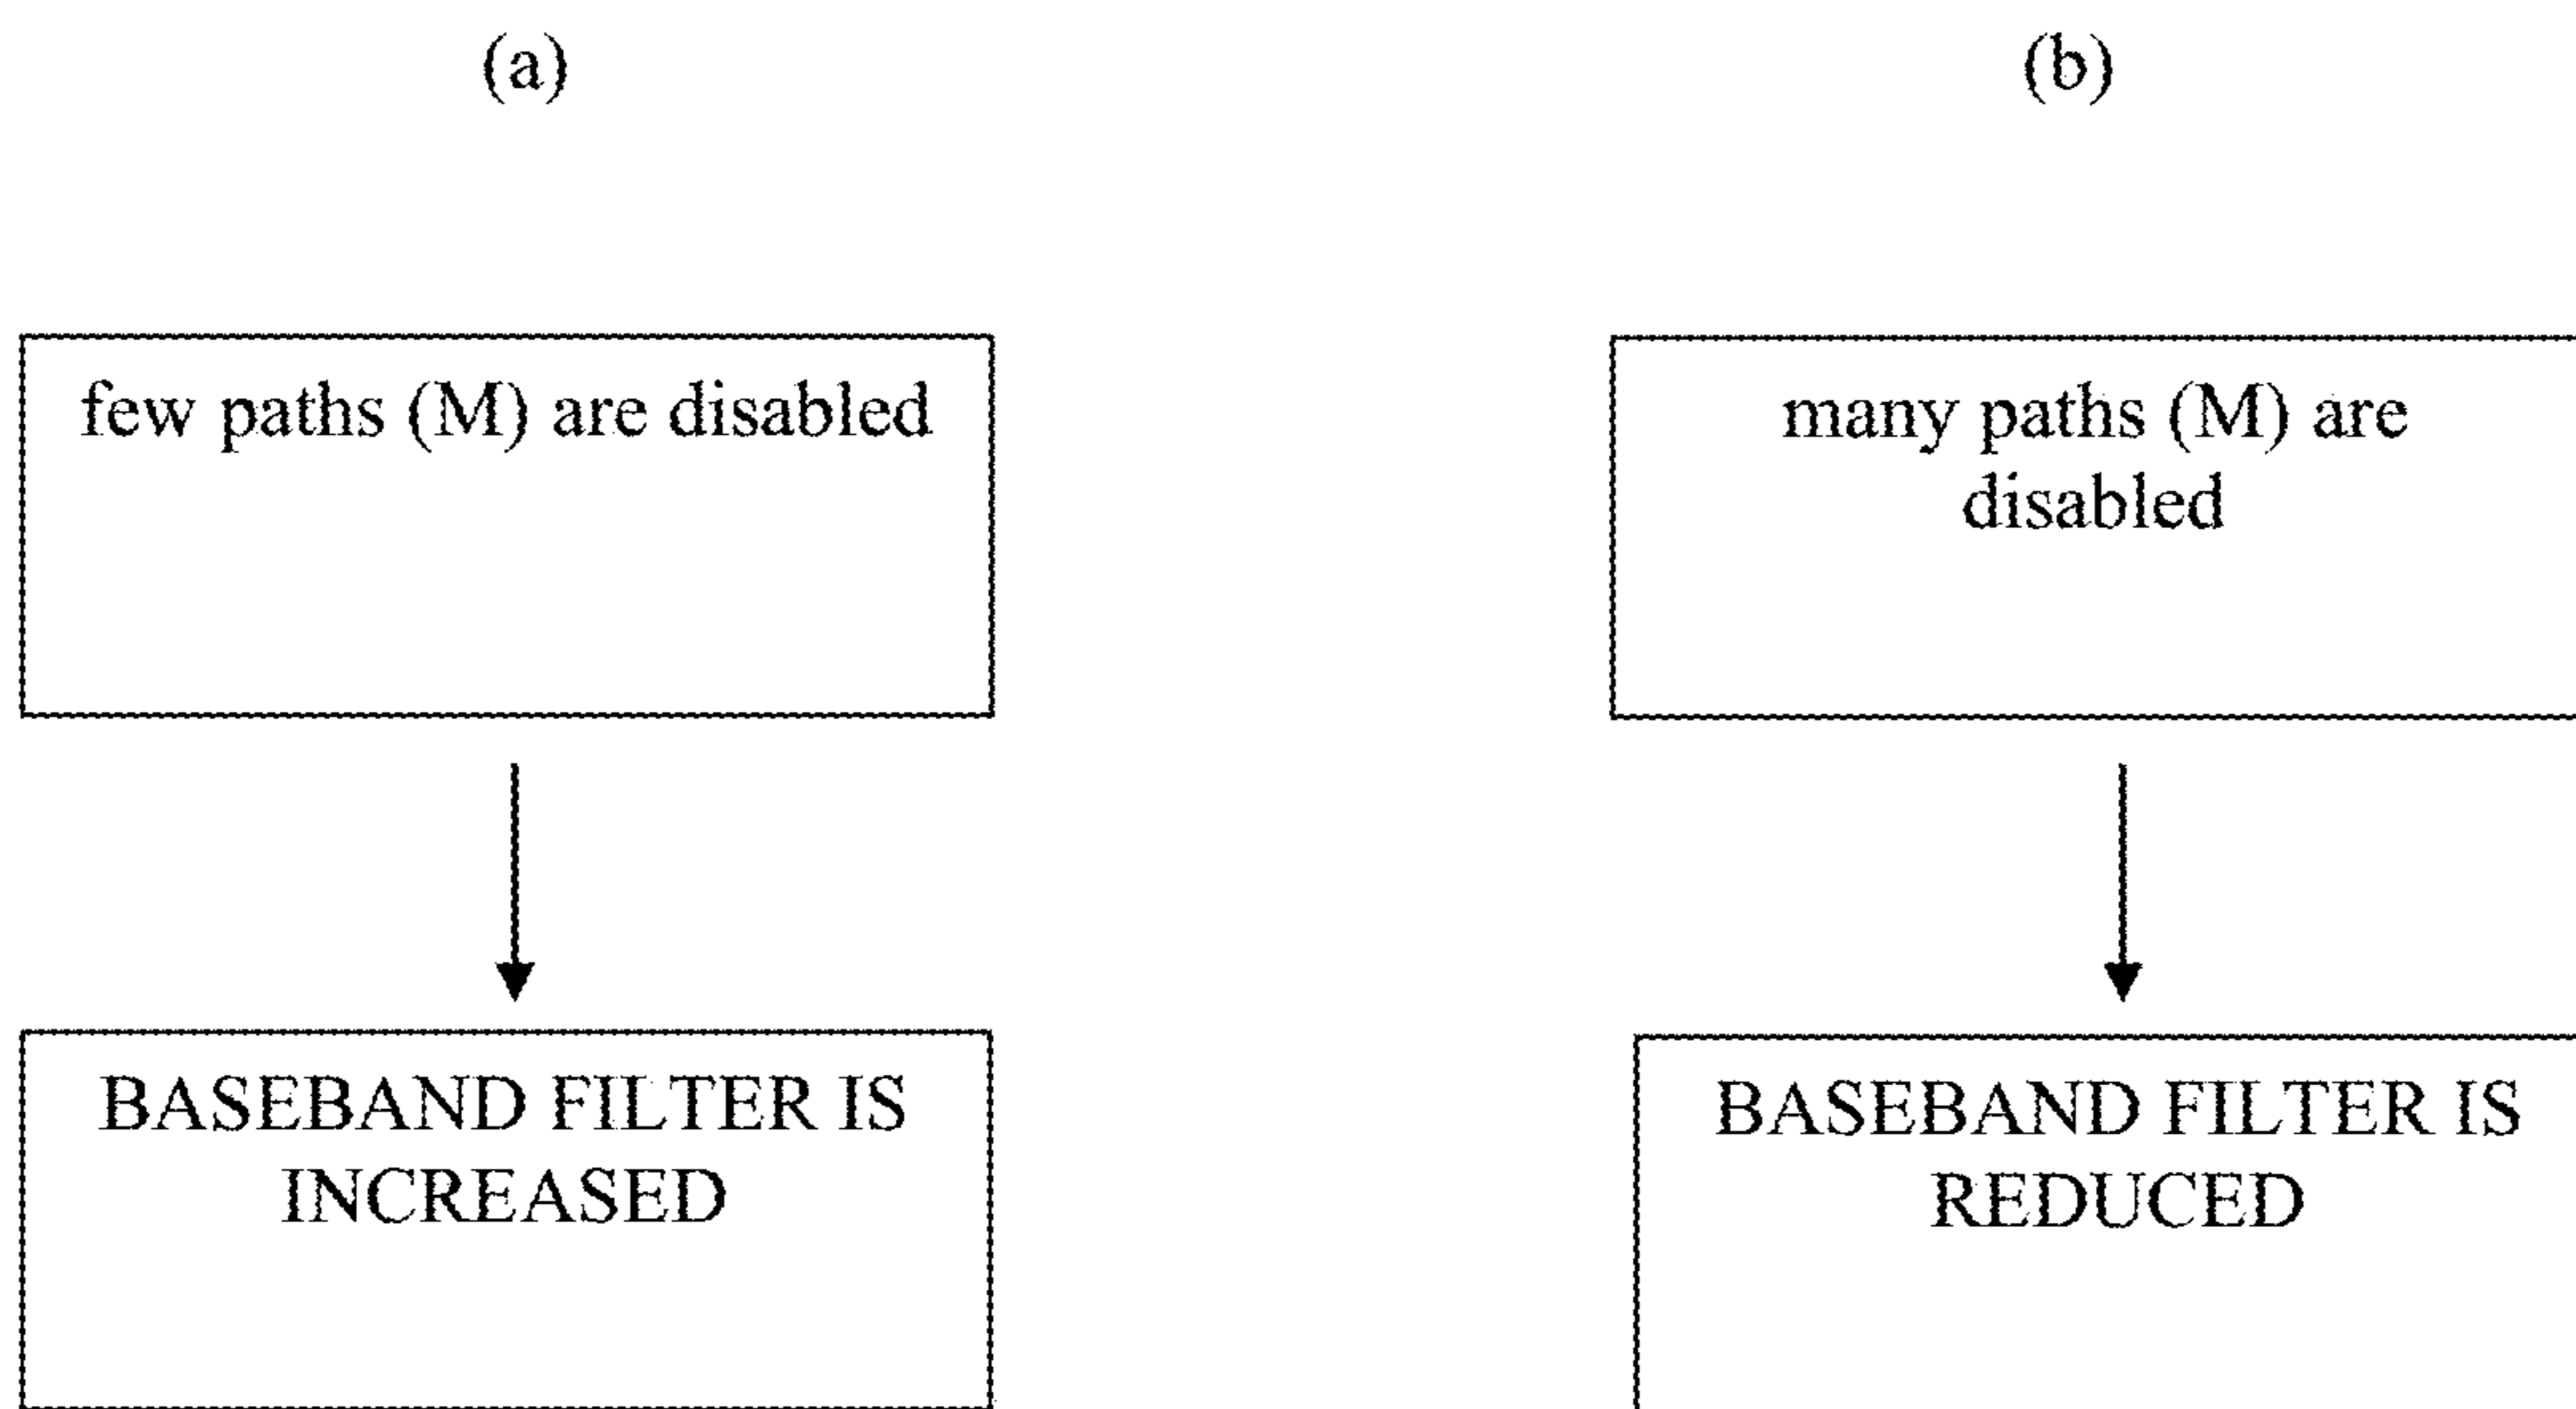 (a)
few paths (M) are disabled
BASEBAND FILTER IS
INCREASED
(b)
many paths (M) are
disabled
BASEBAND FILTER IS
REDUCED